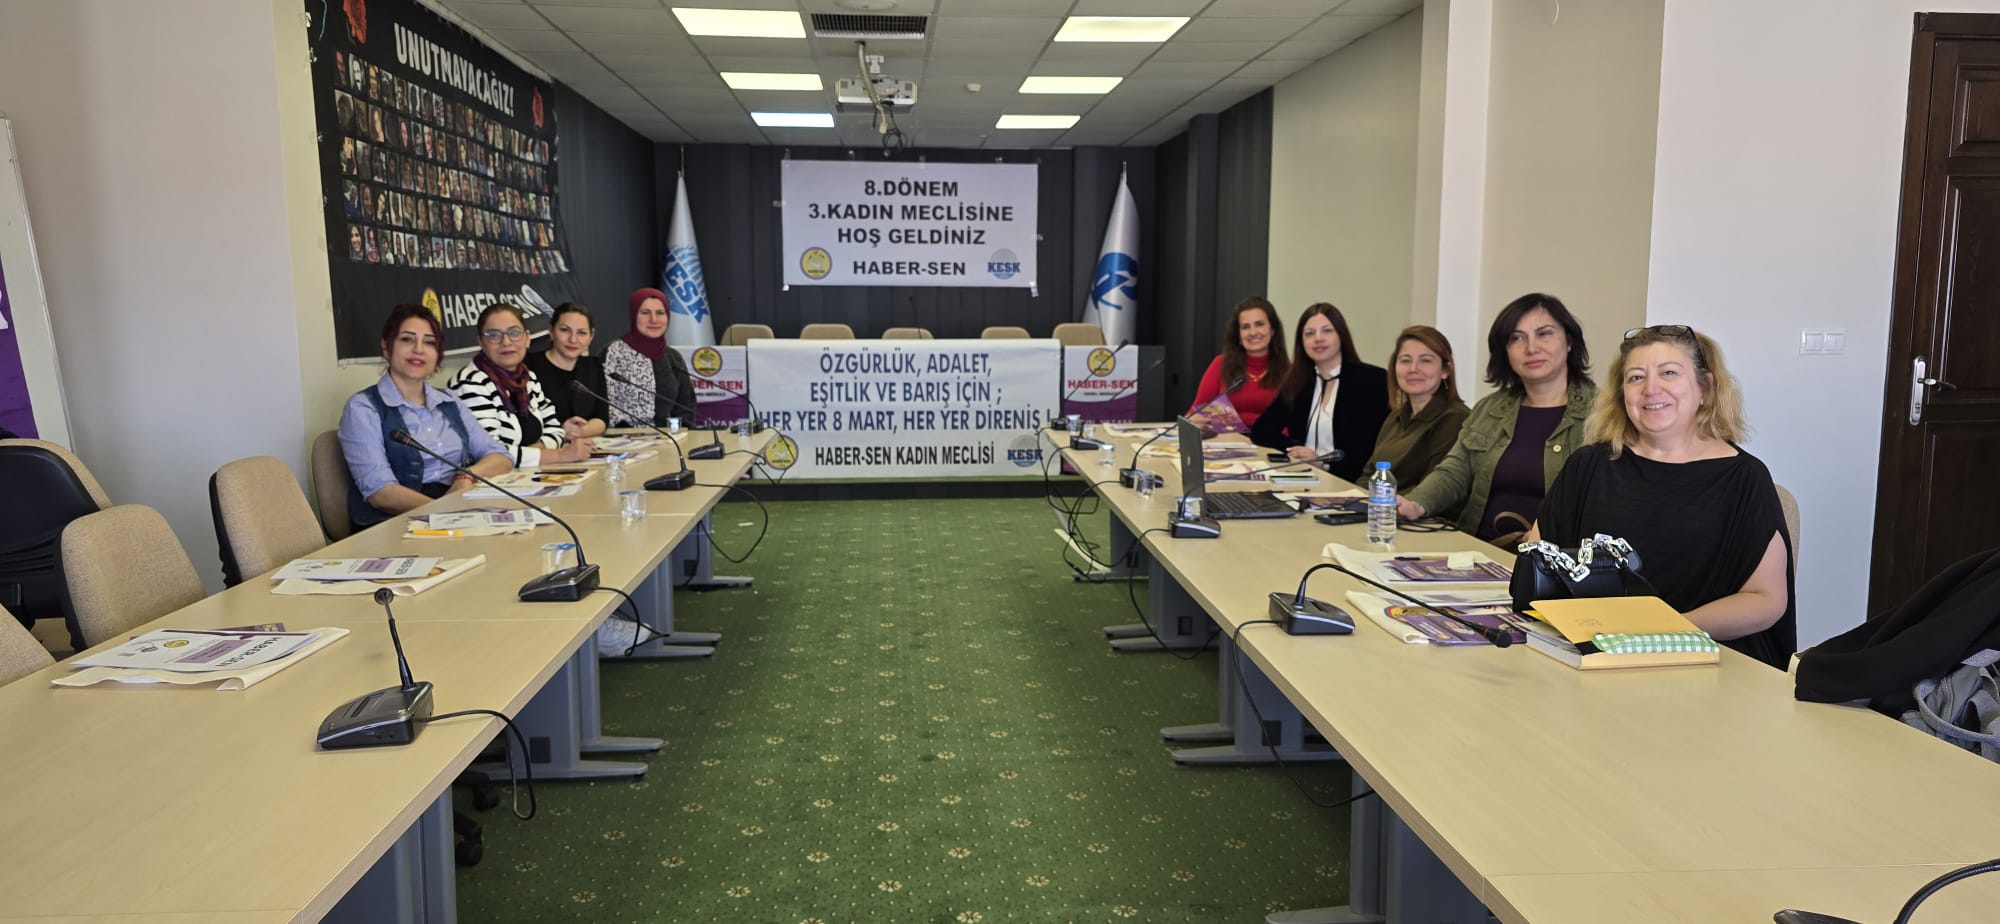 UNUTMAYACAĞIZ!
HABER-SEN
8.DÖNEM
3.KADIN MECLİSİNE
HOŞ GELDİNİZ
HABER-SEN
KESK
KESK
HABER-SEN
ÖZGÜRLÜK, ADALET,
EŞİTLİK VE BARIŞ İÇİN ;
HER YER 8 MART, HER YER DİRENİŞ !
HABER-SEN KADIN MECLİSİ
KESK
HABER-SEN
HABER-SEN